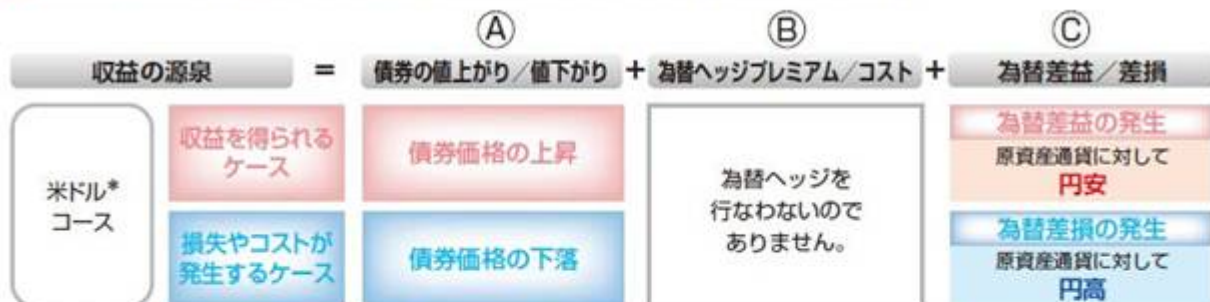 Ⓐ Ⓑ Ⓒ
収益の源泉 = 債券の値上がり/値下がり + 為替ヘッジプレミアム/コスト + 為替差益/差損
米ドル*
コース
収益を得られる
ケース
債券価格の上昇
為替ヘッジを
行なわないので
ありません。
為替差益の発生
原資産通貨に対して
円安
損失やコストが
発生するケース
債券価格の下落
為替差損の発生
原資産通貨に対して
円高